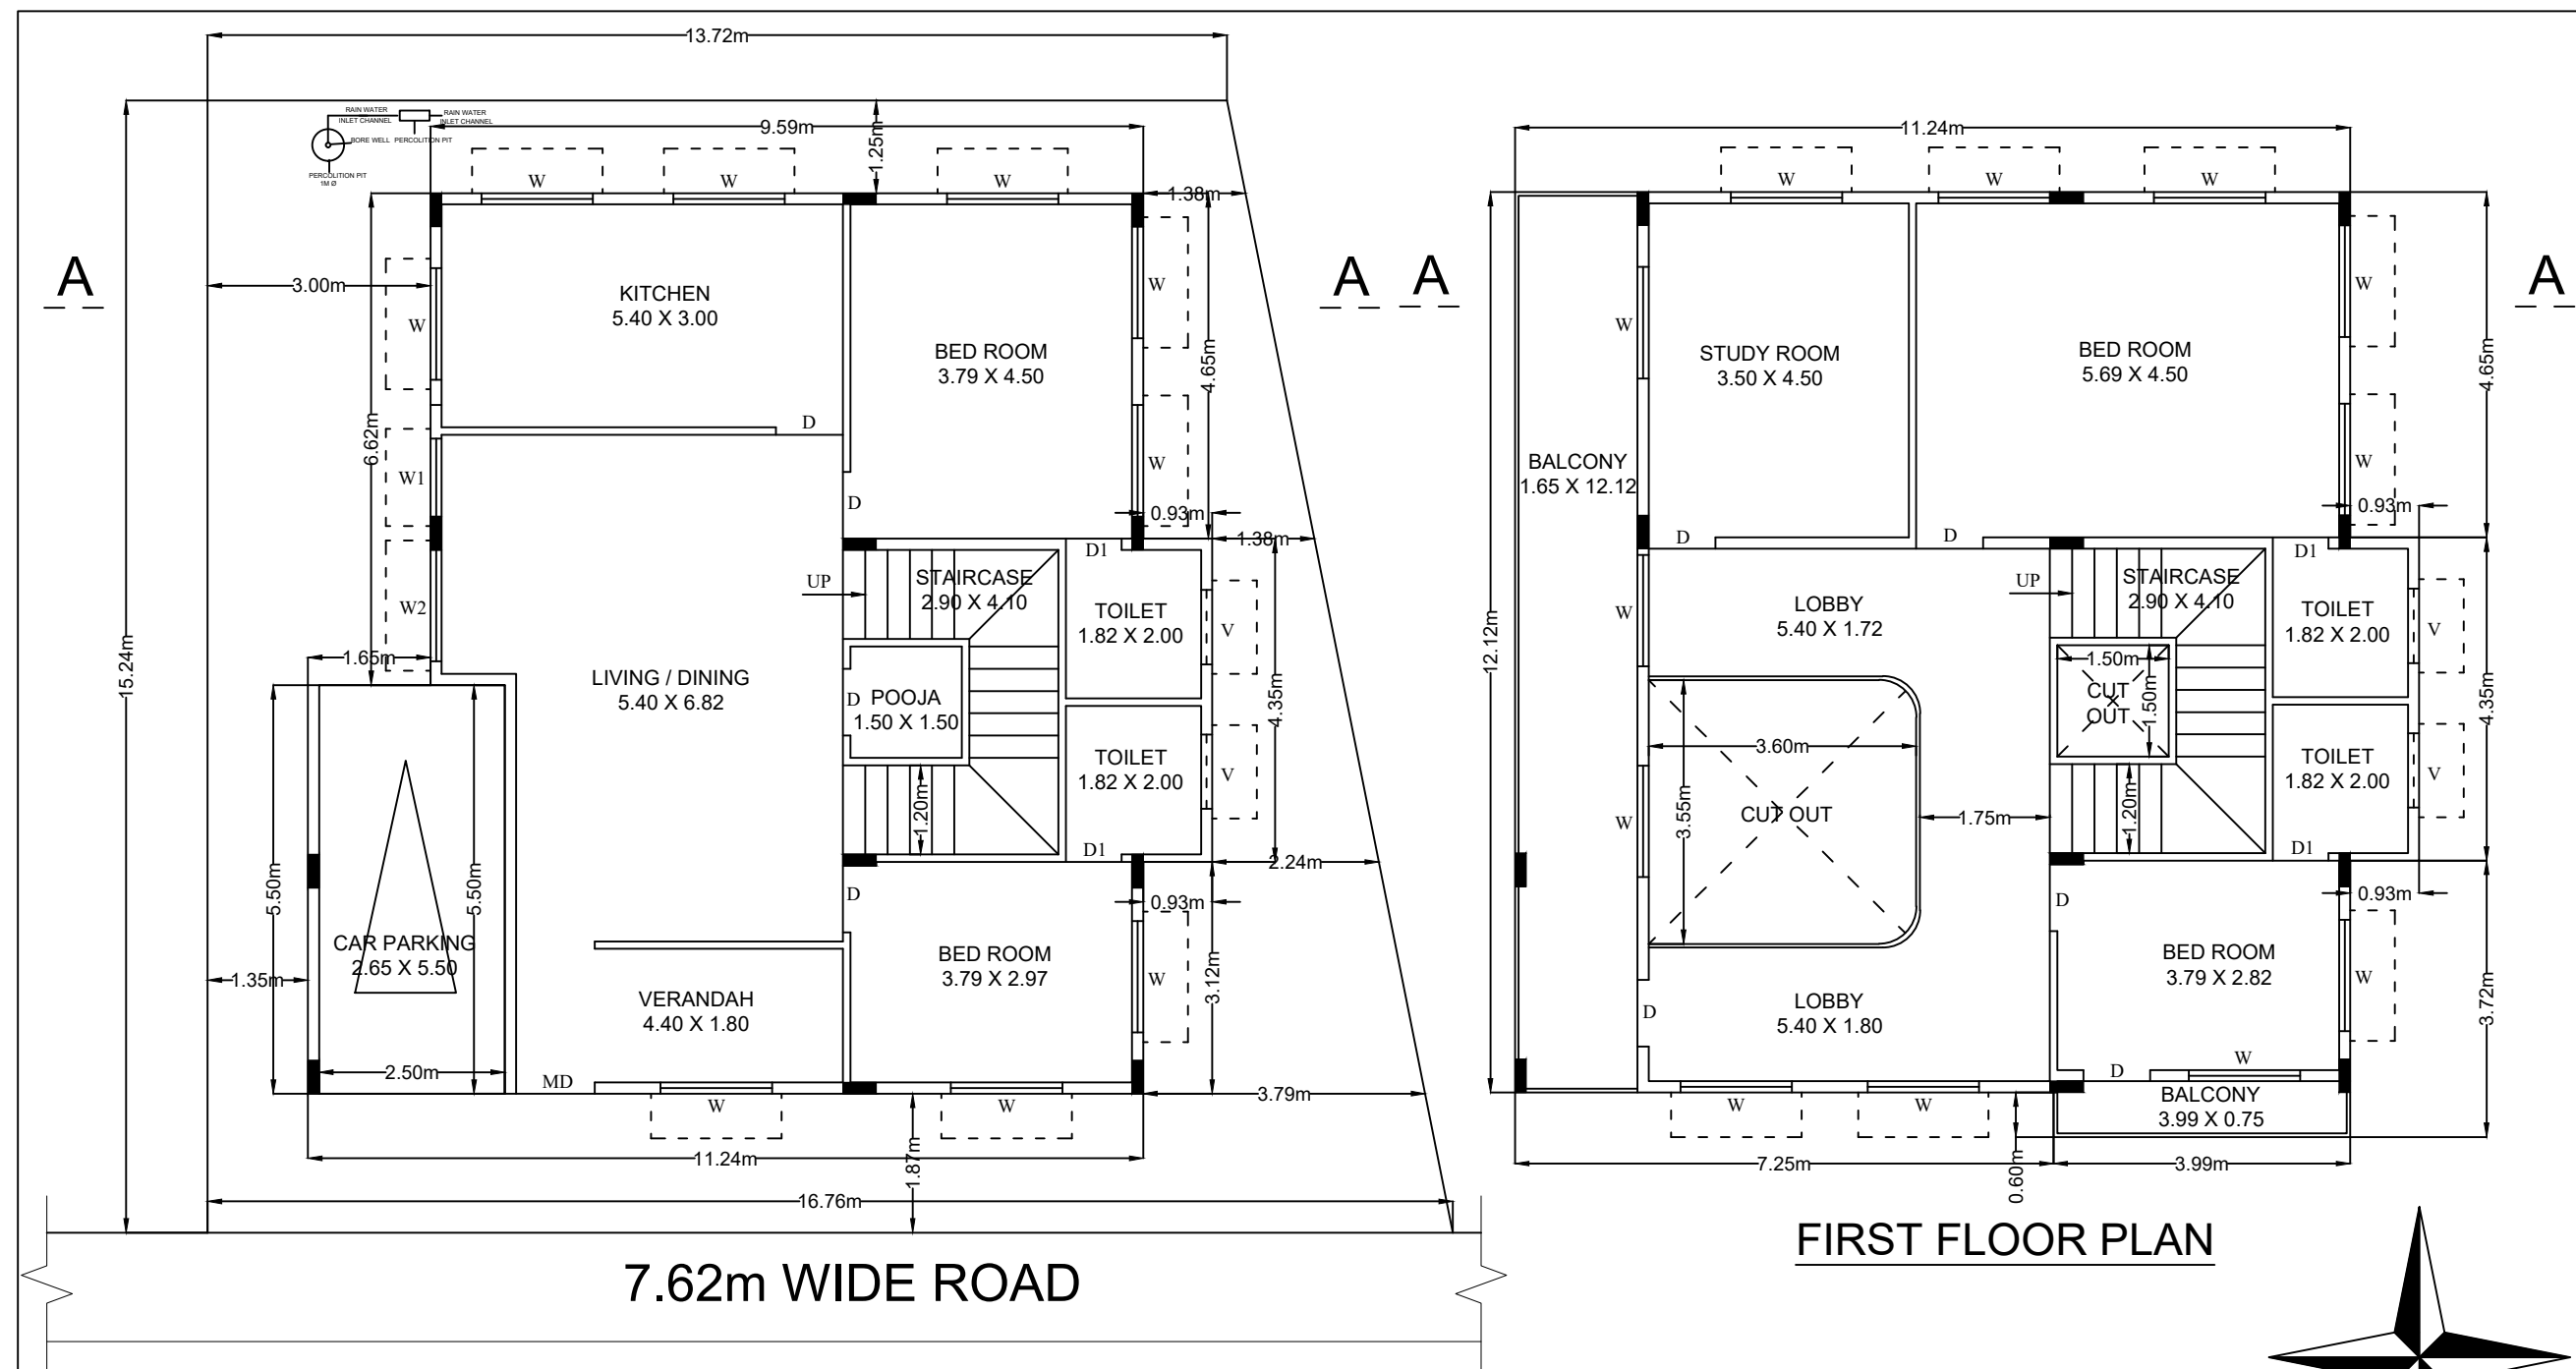 13.72m
RAIN WATER
INLET CHANNEL
RAIN WATER
INLET CHANNEL
BORE WELL
PERCOLITION PIT
PERCOLITION PIT
1M Ø
9.59m
1.25m
W
W
W
1.38m
A
3.00m
W
KITCHEN
5.40 X 3.00
BED ROOM
3.79 X 4.50
W
4.65m
A
D
6.62m
W1
D
W
0.93m
1.38m
W2
UP
STAIRCASE
2.90 X 4.10
D1
TOILET
1.82 X 2.00
V
15.24m
1.65m
LIVING / DINING
5.40 X 6.82
D
POOJA
1.50 X 1.50
4.35m
TOILET
1.82 X 2.00
V
1.20m
D1
2.24m
5.50m
5.50m
D
0.93m
CAR PARKING
2.65 X 5.50
1.35m
BED ROOM
3.79 X 2.97
W
3.12m
VERANDAH
4.40 X 1.80
2.50m
MD
W
W
3.79m
11.24m
1.87m
16.76m
7.62m WIDE ROAD
11.24m
W
W
W
A
A
W
STUDY ROOM
3.50 X 4.50
BED ROOM
5.69 X 4.50
W
4.65m
BALCONY
1.65 X 12.12
W
0.93m
D
D
12.12m
W
LOBBY
5.40 X 1.72
UP
STAIRCASE
2.90 X 4.10
D1
TOILET
1.82 X 2.00
V
1.50m
CUT
OUT
1.50m
4.35m
3.60m
3.55m
CUT OUT
W
1.75m
1.20m
TOILET
1.82 X 2.00
V
D1
D
0.93m
BED ROOM
3.79 X 2.82
W
3.72m
LOBBY
5.40 X 1.80
D
D
W
W
W
BALCONY
3.99 X 0.75
7.25m
0.60m
3.99m
FIRST FLOOR PLAN